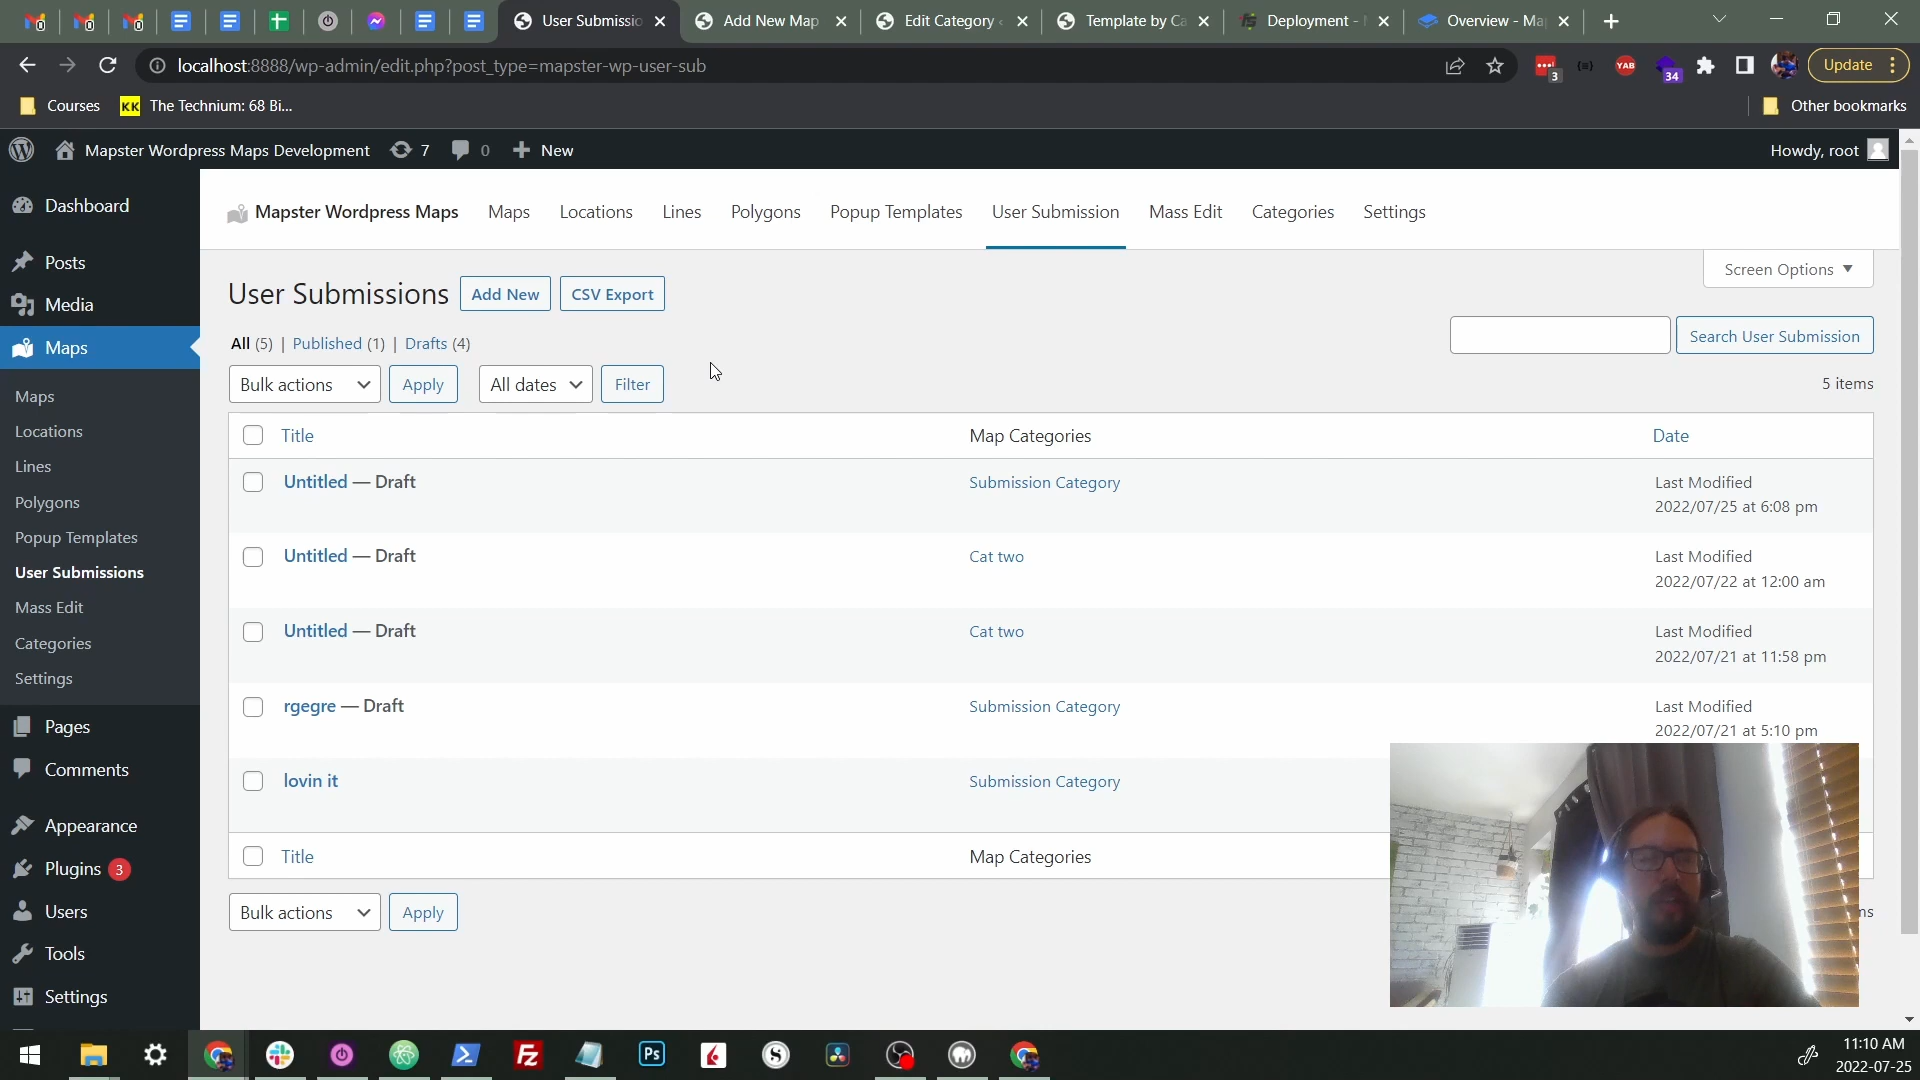 User Submissio
Add New Map
Edit Category
Template by Ca
Deployment -
Overview - Ma
localhost:8888/wp-admin/edit.php?post_type=mapster-wp-user-sub
3
YAB
34
Update
Courses
KK The Technium: 68 Bi...
Other bookmarks
Mapster Wordpress Maps Development 7 0 New
Howdy, root
Dashboard
Posts
Media
Maps
Maps
Locations
Lines
Polygons
Popup Templates
User Submissions
Mass Edit
Categories
Settings
Pages
Comments
Appearance
Plugins 3
Users
Tools
Settings
Mapster Wordpress Maps Maps Locations Lines Polygons Popup Templates User Submission Mass Edit Categories Settings
Screen Options
User Submissions Add New CSV Export
All (5) | Published (1) | Drafts (4)
Search User Submission
Bulk actions Apply All dates Filter
5 items
Title Map Categories Date
Untitled — Draft Submission Category Last Modified
2022/07/25 at 6:08 pm
Untitled — Draft Cat two Last Modified
2022/07/22 at 12:00 am
Untitled — Draft Cat two Last Modified
2022/07/21 at 11:58 pm
rgegre — Draft Submission Category Last Modified
2022/07/21 at 5:10 pm
lovin it Submission Category
Title Map Categories
Bulk actions Apply
ms
Fz
Ps
S
11:10 AM
2022-07-25